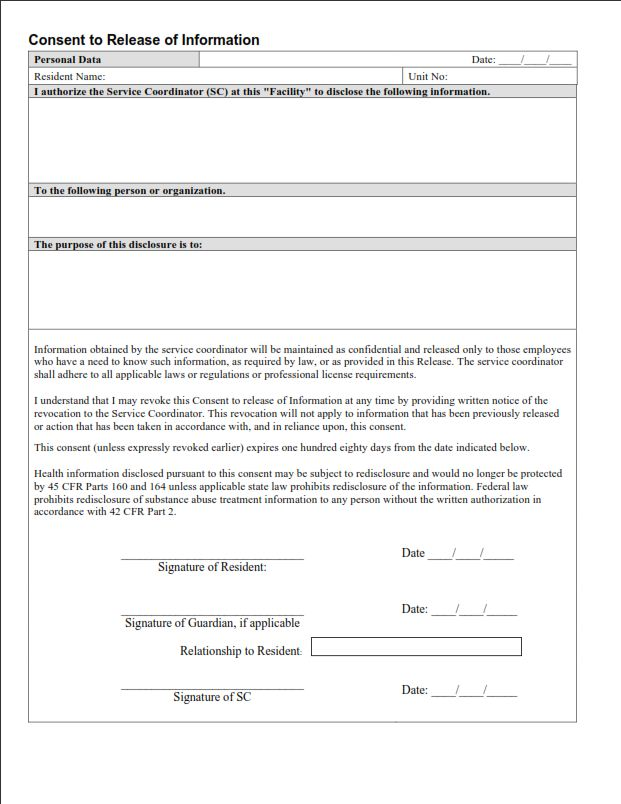 Consent to Release of Information
Personal Data Date: ____/____/____
Resident Name: Unit No:
I authorize the Service Coordinator (SC) at this "Facility" to disclose the following information.
To the following person or organization.
The purpose of this disclosure is to:
Information obtained by the service coordinator will be maintained as confidential and released only to those employees
who have a need to know such information, as required by law, or as provided in this Release. The service coordinator
shall adhere to all applicable laws or regulations or professional license requirements.
I understand that I may revoke this Consent to release of Information at any time by providing written notice of the
revocation to the Service Coordinator. This revocation will not apply to information that has been previously released
or action that has been taken in accordance with, and in reliance upon, this consent.
This consent (unless expressly revoked earlier) expires one hundred eighty days from the date indicated below.
Health information disclosed pursuant to this consent may be subject to redisclosure and would no longer be protected
by 45 CFR Parts 160 and 164 unless applicable state law prohibits redisclosure of the information. Federal law
prohibits redisclosure of substance abuse treatment information to any person without the written authorization in
accordance with 42 CFR Part 2.
______________________________ Date ____/____/_____
Signature of Resident:
______________________________ Date: ____/____/_____
Signature of Guardian, if applicable
Relationship to Resident:
______________________________ Date: ____/____/_____
Signature of SC